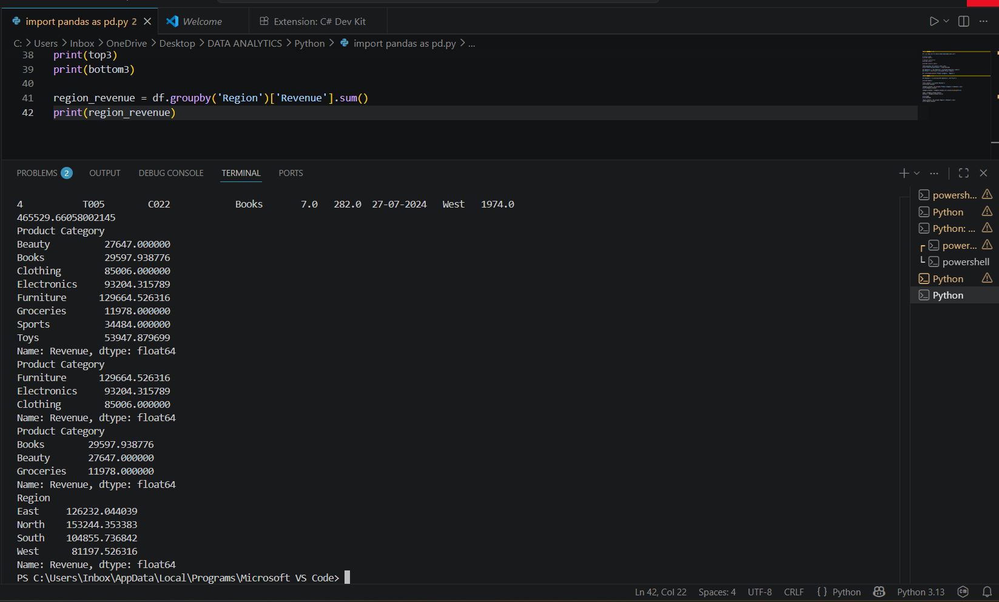 import pandas as pd.py 2
Welcome
Extension: C# Dev Kit
C: > Users > Inbox > OneDrive > Desktop > DATA ANALYTICS > Python > import pandas as pd.py > ...
38 print(top3)
39 print(bottom3)
40
41 region_revenue = df.groupby('Region')['Revenue'].sum()
42 print(region_revenue)
PROBLEMS 2 OUTPUT DEBUG CONSOLE TERMINAL PORTS
4 T005 C022 Books 7.0 282.0 27-07-2024 West 1974.0
465529.66058002145
Product Category
Beauty 27647.000000
Books 29597.938776
Clothing 85006.000000
Electronics 93204.315789
Furniture 129664.526316
Groceries 11978.000000
Sports 34484.000000
Toys 53947.879699
Name: Revenue, dtype: float64
Product Category
Furniture 129664.526316
Electronics 93204.315789
Clothing 85006.000000
Name: Revenue, dtype: float64
Product Category
Books 29597.938776
Beauty 27647.000000
Groceries 11978.000000
Name: Revenue, dtype: float64
Region
East 126232.044039
North 153244.353383
South 104855.736842
West 81197.526316
Name: Revenue, dtype: float64
PS C:\Users\Inbox\AppData\Local\Programs\Microsoft VS Code>
powersh...
Python
Python: ...
power...
powershell
Python
Python
Ln 42, Col 22 Spaces: 4 UTF-8 CRLF {} Python Python 3.13